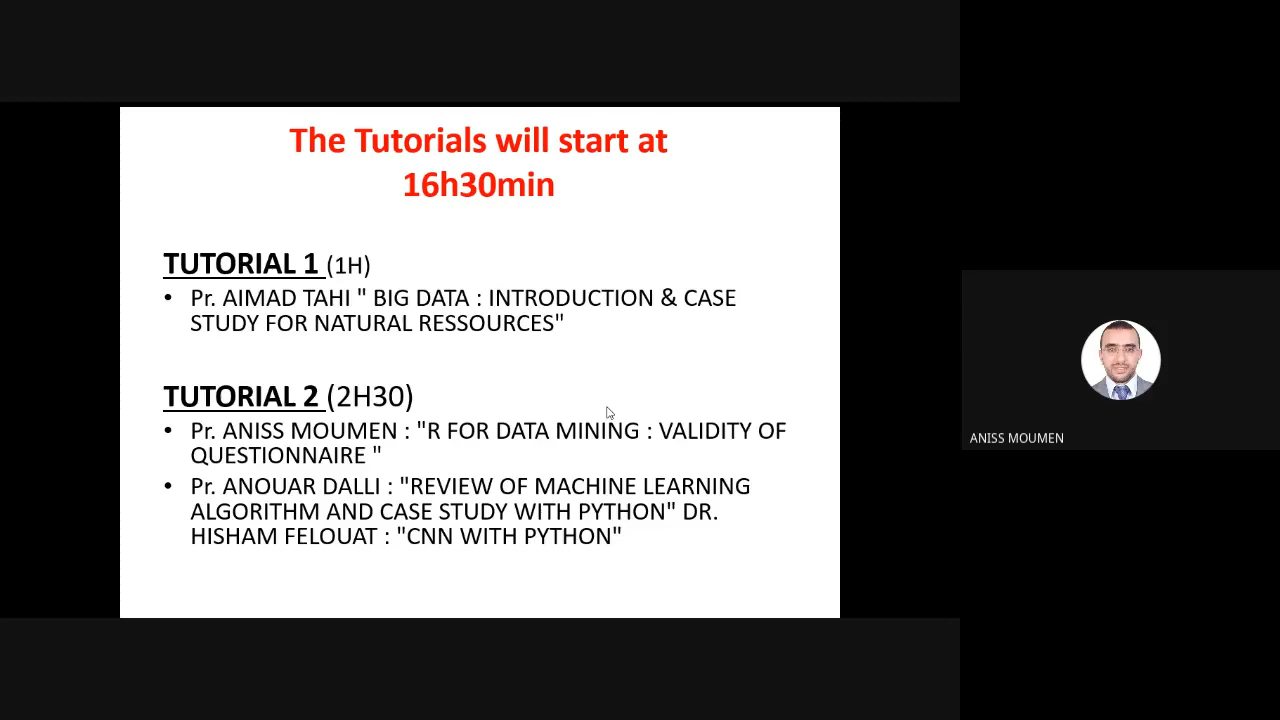 The Tutorials will start at
16h30min
TUTORIAL 1 (1H)
• Pr. AIMAD TAHI " BIG DATA : INTRODUCTION & CASE
STUDY FOR NATURAL RESSOURCES"
TUTORIAL 2 (2H30)
• Pr. ANISS MOUMEN : "R FOR DATA MINING : VALIDITY OF
QUESTIONNAIRE "
• Pr. ANOUAR DALLI : "REVIEW OF MACHINE LEARNING
ALGORITHM AND CASE STUDY WITH PYTHON" DR.
HISHAM FELOUAT : "CNN WITH PYTHON"
ANISS MOUMEN